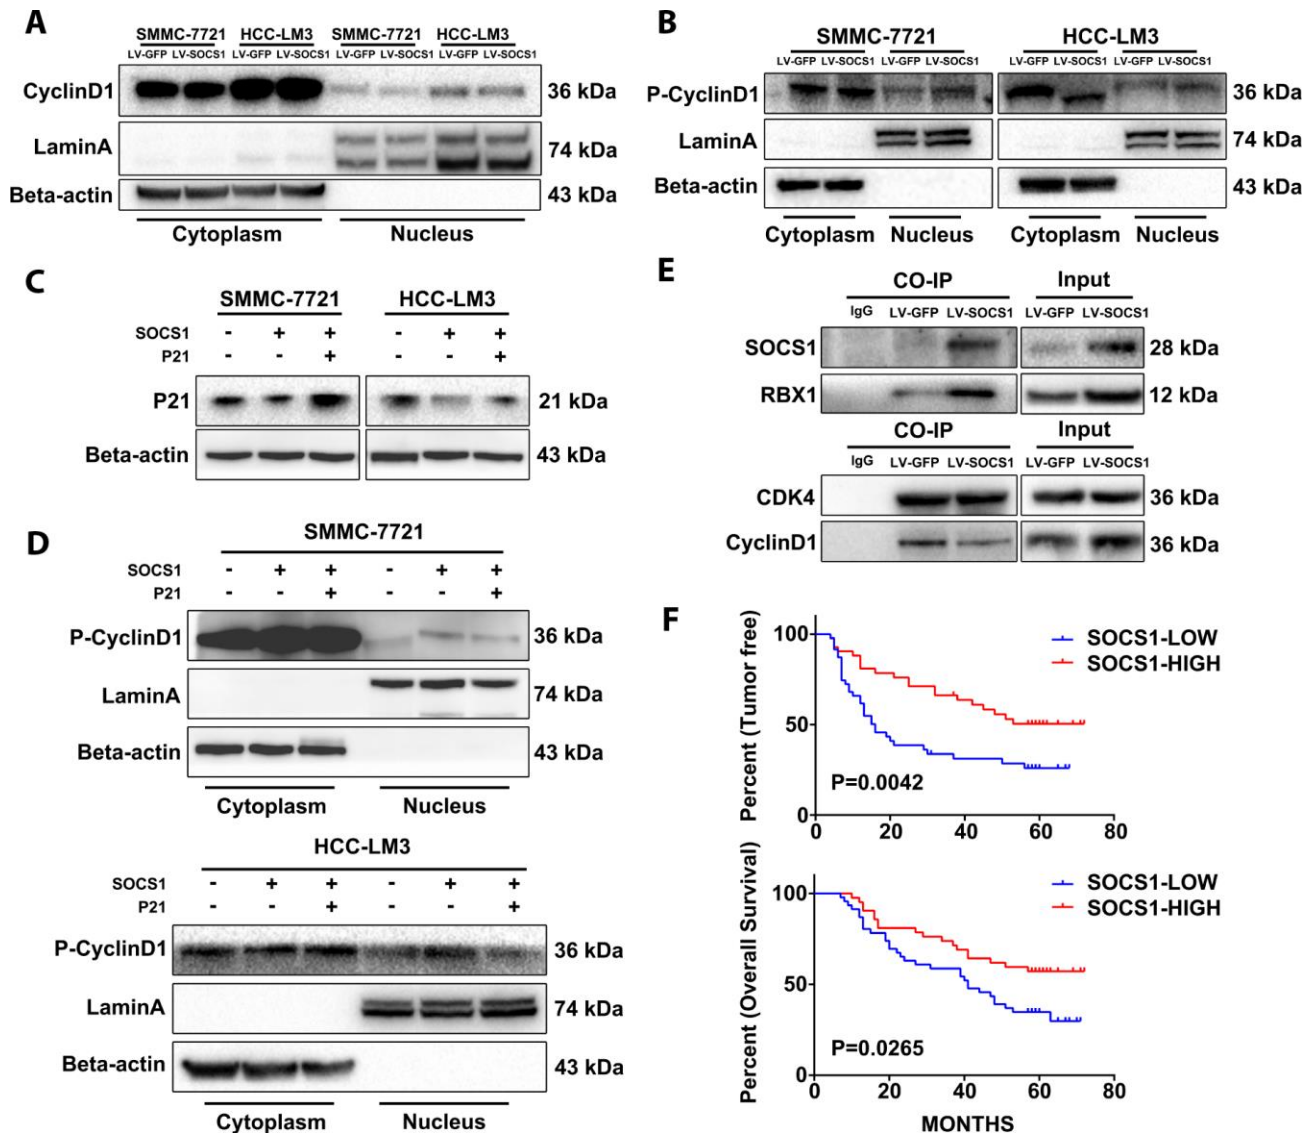 A
SMMC-7721 HCC-LM3 SMMC-7721 HCC-LM3
LV-GFP LV-SOCS1 LV-GFP LV-SOCS1 LV-GFP LV-SOCS1 LV-GFP LV-SOCS1
CyclinD1 36 kDa
LaminA 74 kDa
Beta-actin 43 kDa
Cytoplasm Nucleus
B
SMMC-7721 HCC-LM3
LV-GFP LV-SOCS1 LV-GFP LV-SOCS1 LV-GFP LV-SOCS1 LV-GFP LV-SOCS1
P-CyclinD1 36 kDa
LaminA 74 kDa
Beta-actin 43 kDa
Cytoplasm Nucleus Cytoplasm Nucleus
C
SMMC-7721 HCC-LM3
SOCS1 - + + - + +
P21 - - + - - +
P21 21 kDa
Beta-actin 43 kDa
D
SMMC-7721
SOCS1 - + + - + +
P21 - - + - - +
P-CyclinD1 36 kDa
LaminA 74 kDa
Beta-actin 43 kDa
Cytoplasm Nucleus
HCC-LM3
SOCS1 - + + - + +
P21 - - + - - +
P-CyclinD1 36 kDa
LaminA 74 kDa
Beta-actin 43 kDa
Cytoplasm Nucleus
E
CO-IP Input
IgG LV-GFP LV-SOCS1 LV-GFP LV-SOCS1
SOCS1 28 kDa
RBX1 12 kDa
CO-IP Input
IgG LV-GFP LV-SOCS1 LV-GFP LV-SOCS1
CDK4 36 kDa
CyclinD1 36 kDa
F
Percent (Tumor free)
100
50
0
SOCS1-LOW
SOCS1-HIGH
P=0.0042
0 20 40 60 80
Percent (Overall Survival)
100
50
0
SOCS1-LOW
SOCS1-HIGH
P=0.0265
0 20 40 60 80
MONTHS